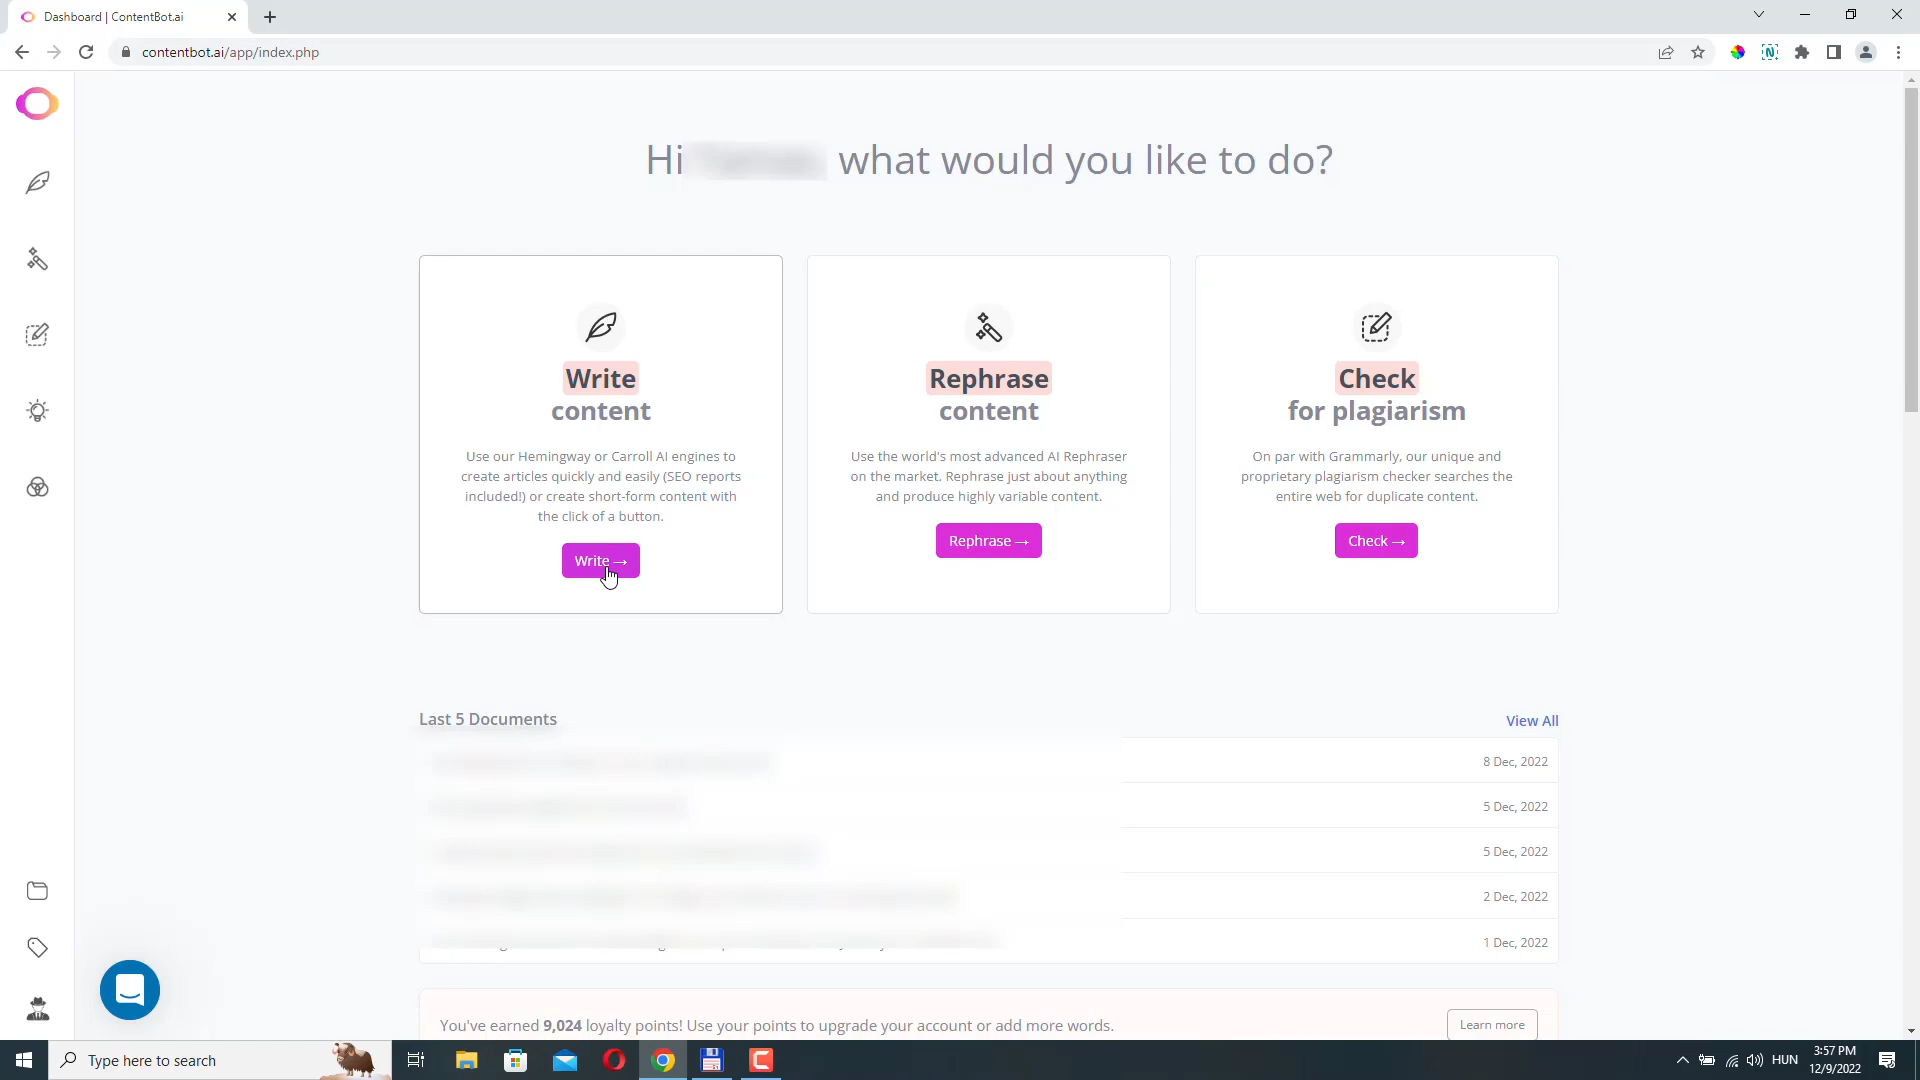 Dashboard | ContentBot.ai
contentbot.ai/app/index.php
Hi what would you like to do?
Write
content
Use our Hemingway or Carroll AI engines to
create articles quickly and easily (SEO reports
included!) or create short-form content with
the click of a button.
Write →
Rephrase
content
Use the world's most advanced AI Rephraser
on the market. Rephrase just about anything
and produce highly variable content.
Rephrase →
Check
for plagiarism
On par with Grammarly, our unique and
proprietary plagiarism checker searches the
entire web for duplicate content.
Check →
Last 5 Documents
View All
8 Dec, 2022
5 Dec, 2022
5 Dec, 2022
2 Dec, 2022
1 Dec, 2022
You've earned 9,024 loyalty points! Use your points to upgrade your account or add more words.
Learn more
Type here to search
HUN
3:57 PM
12/9/2022